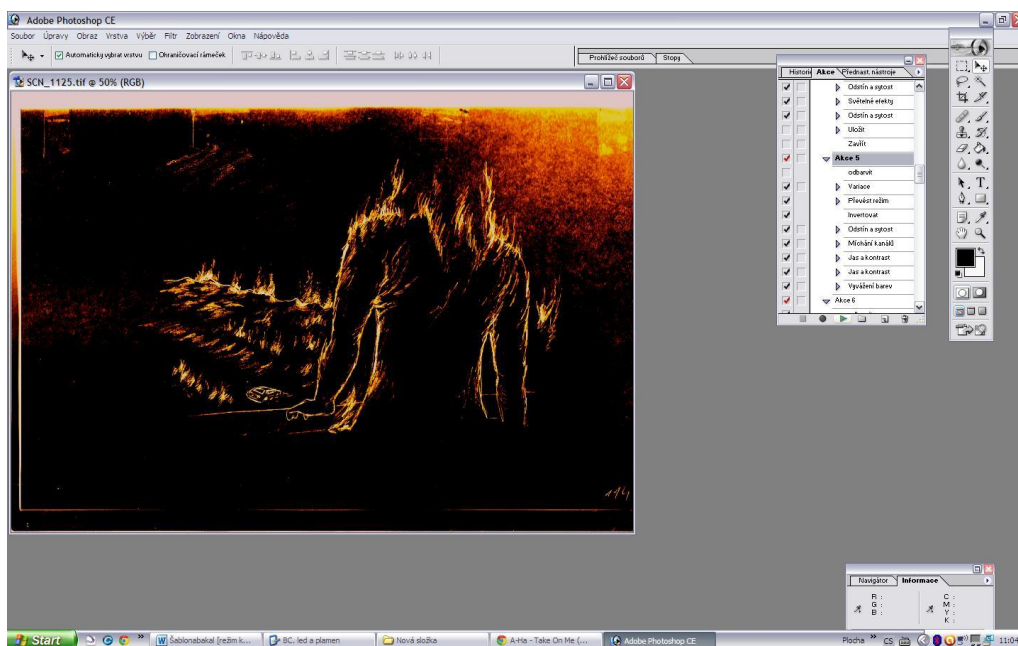 Adobe Photoshop CE
Soubor Úpravy Obraz Vrstva Výběr Filtr Zobrazení Okna Nápověda
Automaticky vybrat vrstvu Ohraničovací rámeček
Prohlížeč souborů Stopy
SCN_1125.tif @ 50% (RGB)
Historie Akce Přednast. nástroje
Odstín a sytost
Světelné efekty
Odstín a sytost
Uložit
Zavřít
Akce 5
odbarvit
Variace
Převést režim
Invertovat
Odstín a sytost
Míchání kanálů
Jas a kontrast
Jas a kontrast
Vyvážení barev
Akce 6
Navigátor Informace
R : C :
G : M :
B : Y :
K :
Start
Šablonabakal [režim k...
BC. led a plamen
Nová složka
A-Ha - Take On Me (...
Adobe Photoshop CE
Plocha
CS
11:04